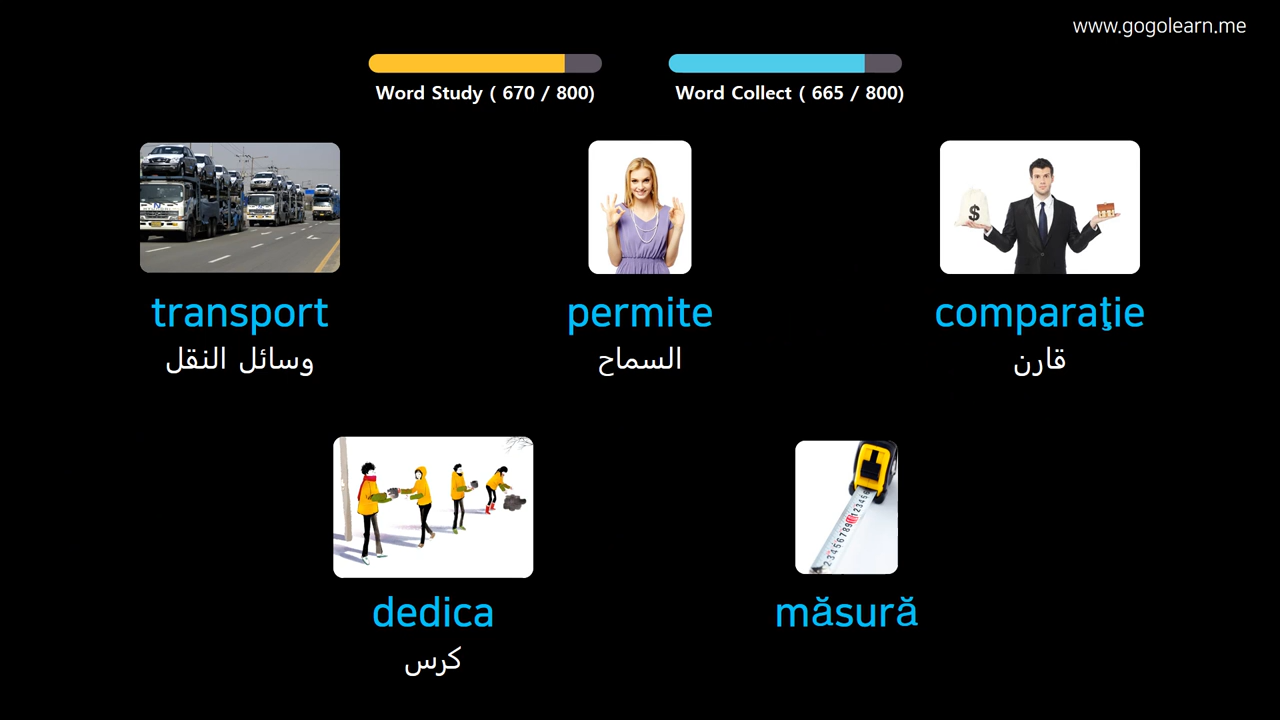 www.gogolearn.me
Word Study ( 670 / 800)
Word Collect ( 665 / 800)
transport
permite
comparaţie
وسائل النقل
السماح
قارن
dedica
măsură
كرس